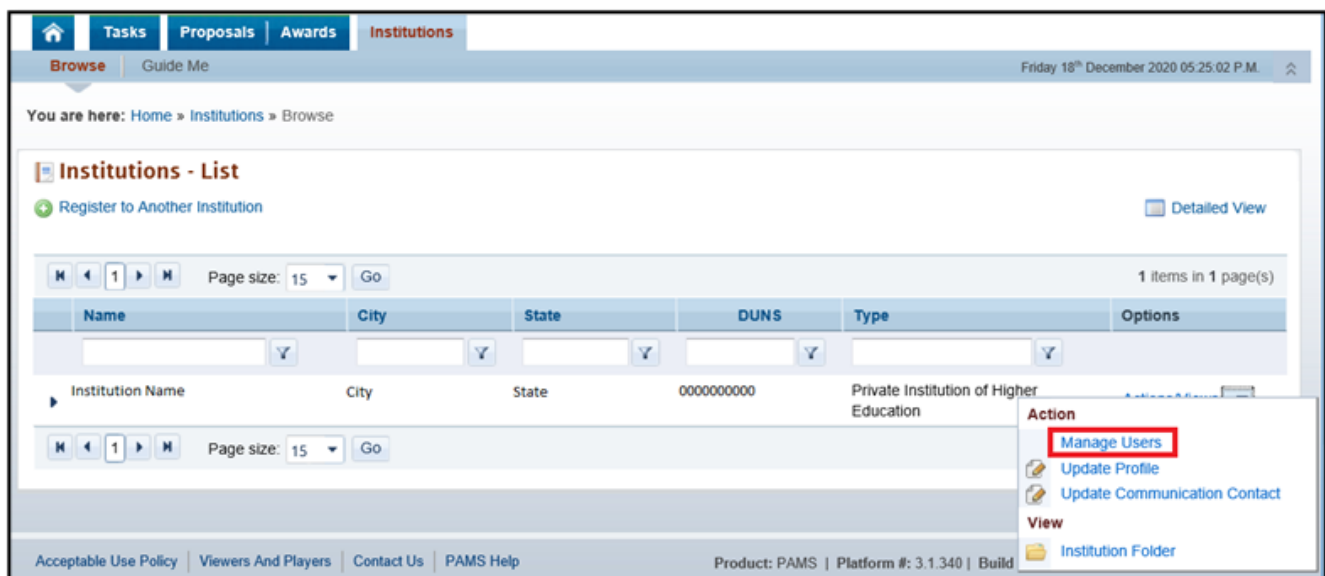 Tasks Proposals Awards Institutions
Browse Guide Me Friday 18th December 2020 05:25:02 P.M.
You are here: Home » Institutions » Browse
Institutions - List
Register to Another Institution Detailed View
1 Page size: 15 Go 1 items in 1 page(s)
Name City State DUNS Type Options
Institution Name City State 0000000000 Private Institution of Higher
Education
Action
Manage Users
Update Profile
Update Communication Contact
View
Institution Folder
1 Page size: 15 Go
Acceptable Use Policy Viewers And Players Contact Us PAMS Help Product: PAMS | Platform #: 3.1.340 | Build